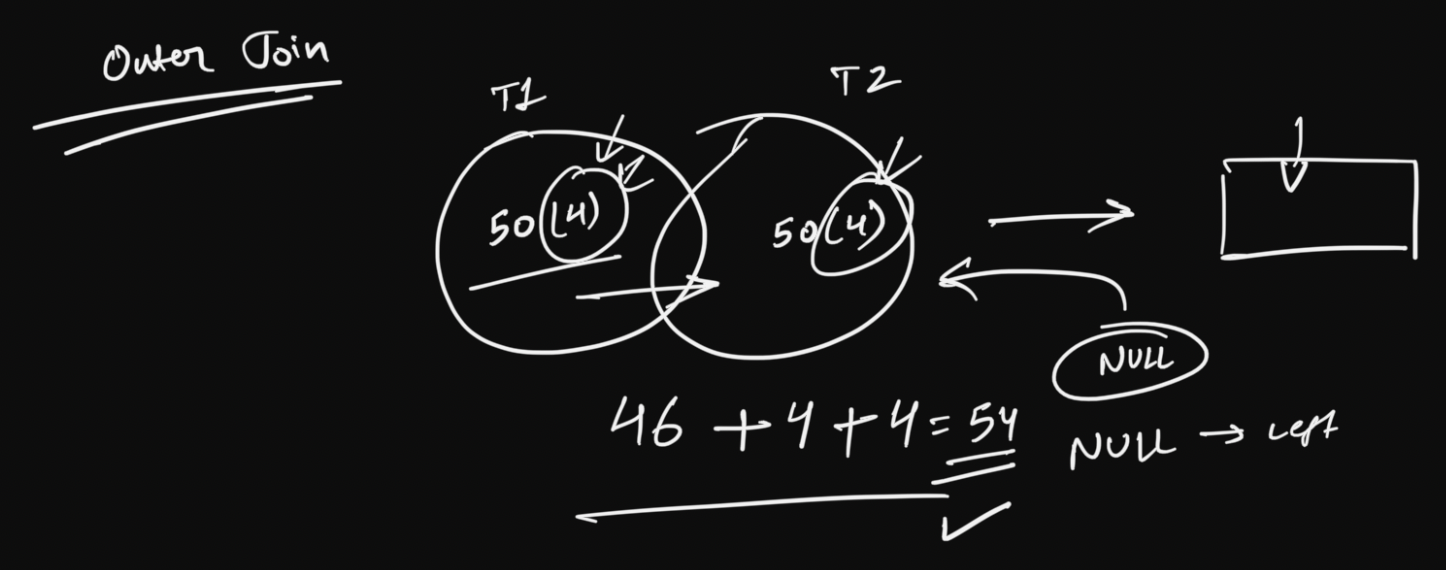 Outer Join
T1
T2
50(4)
50(4)
NULL
46 + 4 + 4 = 54
NULL → Left